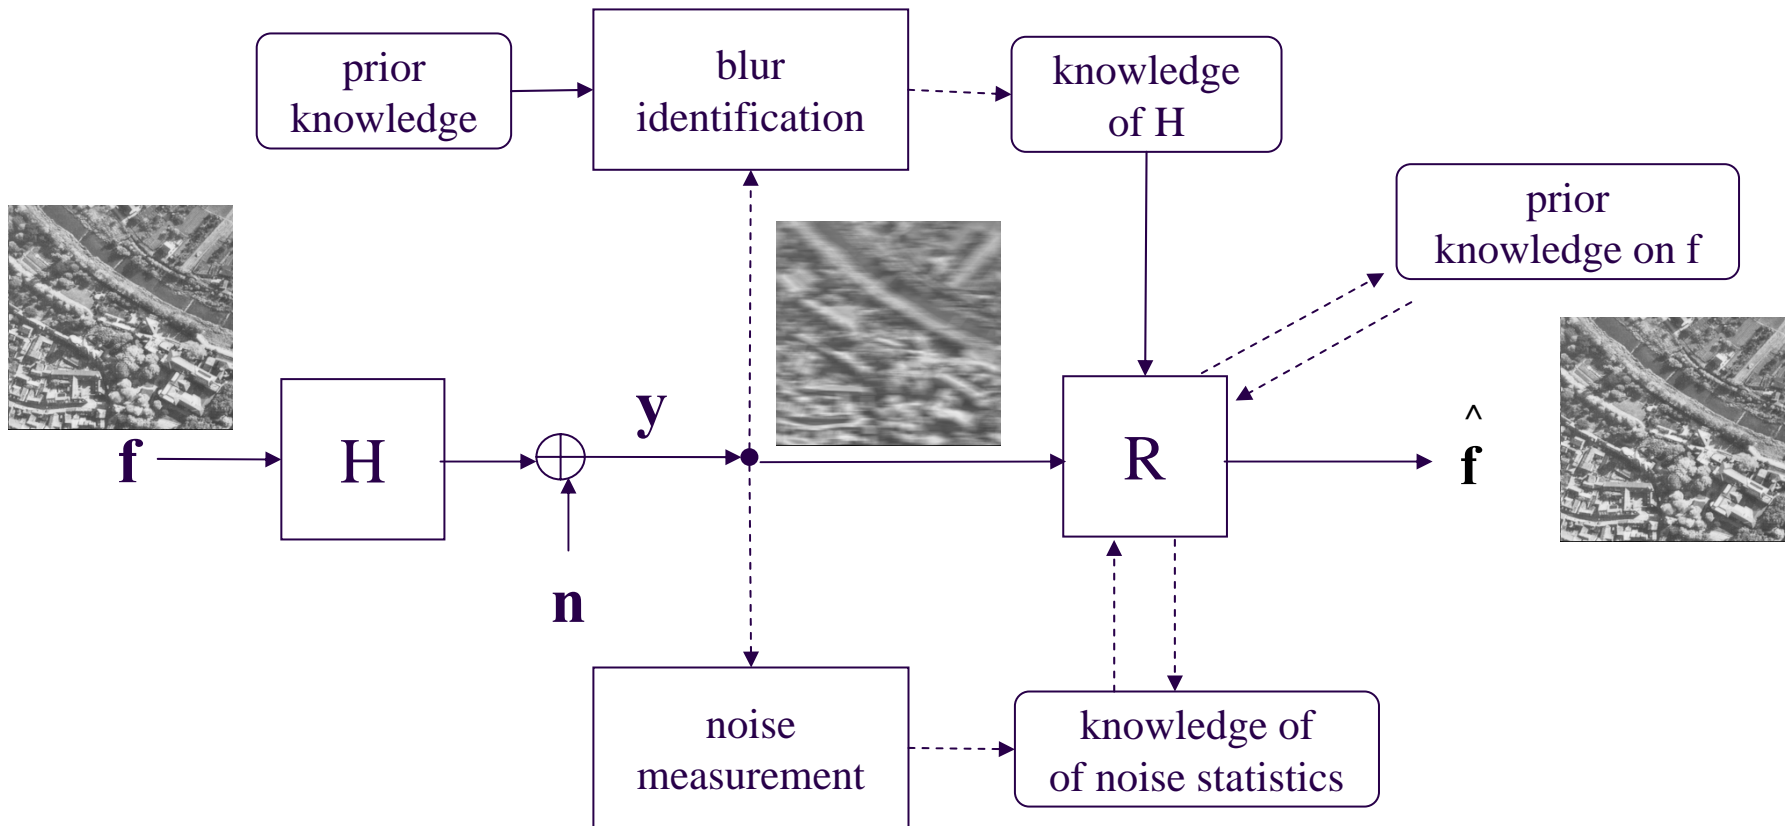 prior
knowledge
blur
identification
knowledge
of H
prior
knowledge on f
f
H
y
n
R
^
f
noise
measurement
knowledge of
of noise statistics